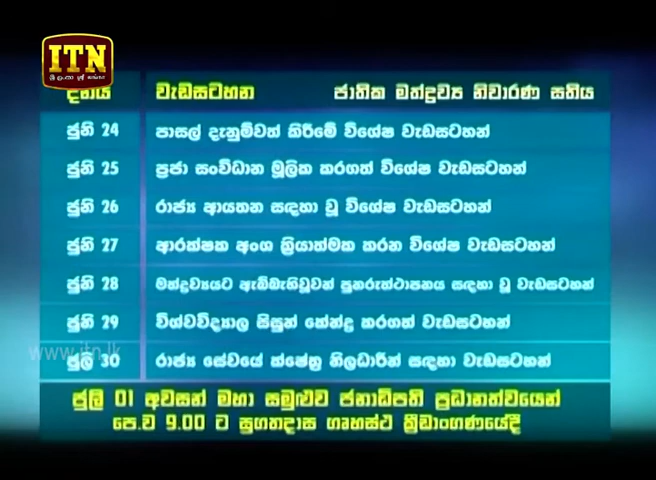 ITN
ශ්‍රී ලංකා
දිනය වැඩසටහන ජාතික මත්ද්‍රව්‍ය නිවාරණ සතිය
ජුනි 24 පාසල් දැනුම්වත් කිරීමේ විශේෂ වැඩසටහන්
ජුනි 25 ප්‍රජා සංවිධාන මූලික කරගත් විශේෂ වැඩසටහන්
ජුනි 26 රාජ්‍ය ආයතන සඳහා වූ විශේෂ වැඩසටහන්
ජුනි 27 ආරක්ෂක අංශ ක්‍රියාත්මක කරන විශේෂ වැඩසටහන්
ජුනි 28 මත්ද්‍රව්‍යයට ඇබ්බැහිවූවන් පුනරුත්ථාපනය සඳහා වූ වැඩසටහන්
ජුනි 29 විශ්වවිද්‍යාල සිසුන් කේන්ද්‍ර කරගත් වැඩසටහන්
www.itn.lk
ජුලි 30 රාජ්‍ය සේවයේ ක්ෂේත්‍ර නිලධාරීන් සඳහා වැඩසටහන්
ජුලි 01 අවසන් මහා සමුළුව ජනාධිපති ප්‍රධානත්වයෙන්
පෙ.ව 9.00 ට සුගතදාස ගෘහස්ථ ක්‍රීඩාංගණයේදී